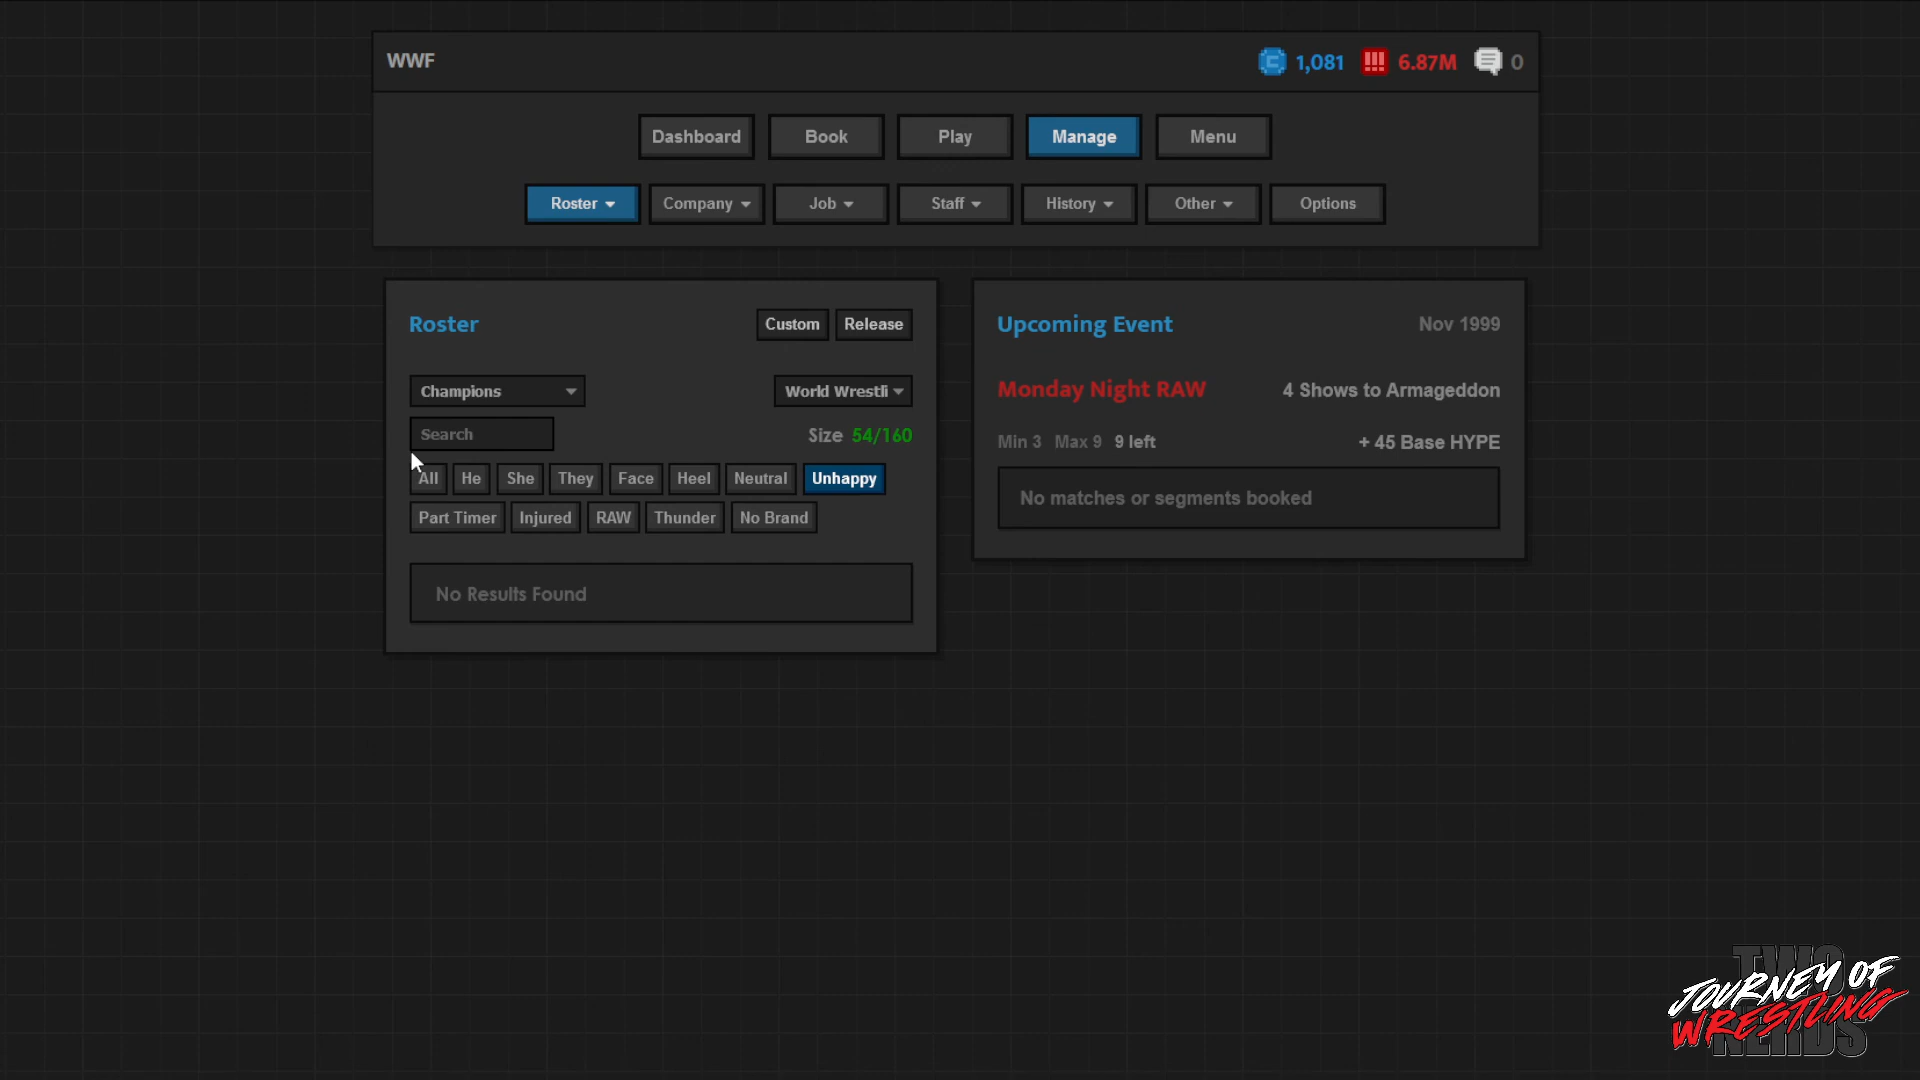 WWF
1,081
6.87M
0
Dashboard
Book
Play
Manage
Menu
Roster
Company
Job
Staff
History
Other
Options
Roster
Custom
Release
Champions
World Wrestli
Search
Size 54/160
All
He
She
They
Face
Heel
Neutral
Unhappy
Part Timer
Injured
RAW
Thunder
No Brand
No Results Found
Upcoming Event
Nov 1999
Monday Night RAW
4 Shows to Armageddon
Min 3 Max 9 9 left
+ 45 Base HYPE
No matches or segments booked
TWO
JOURNEY OF
WRESTLING
NERDS